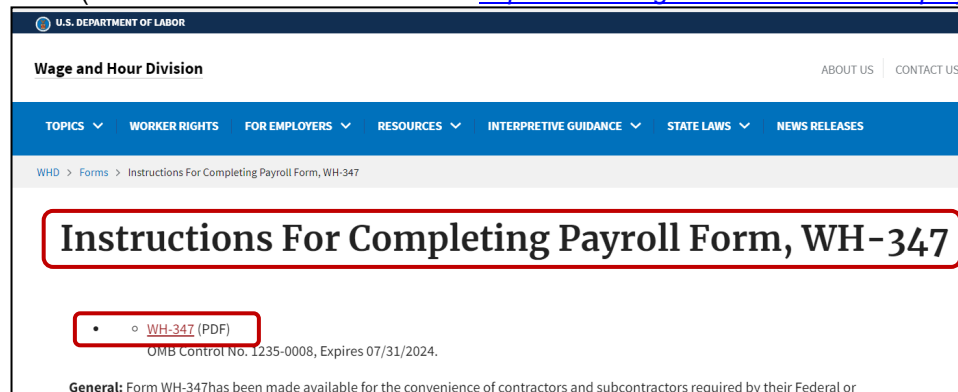 U.S. DEPARTMENT OF LABOR
Wage and Hour Division
ABOUT US CONTACT US
TOPICS WORKER RIGHTS FOR EMPLOYERS RESOURCES INTERPRETIVE GUIDANCE STATE LAWS NEWS RELEASES
WHD > Forms > Instructions For Completing Payroll Form, WH-347
Instructions For Completing Payroll Form, WH-347
WH-347 (PDF)
OMB Control No. 1235-0008, Expires 07/31/2024.
General: Form WH-347has been made available for the convenience of contractors and subcontractors required by their Federal or